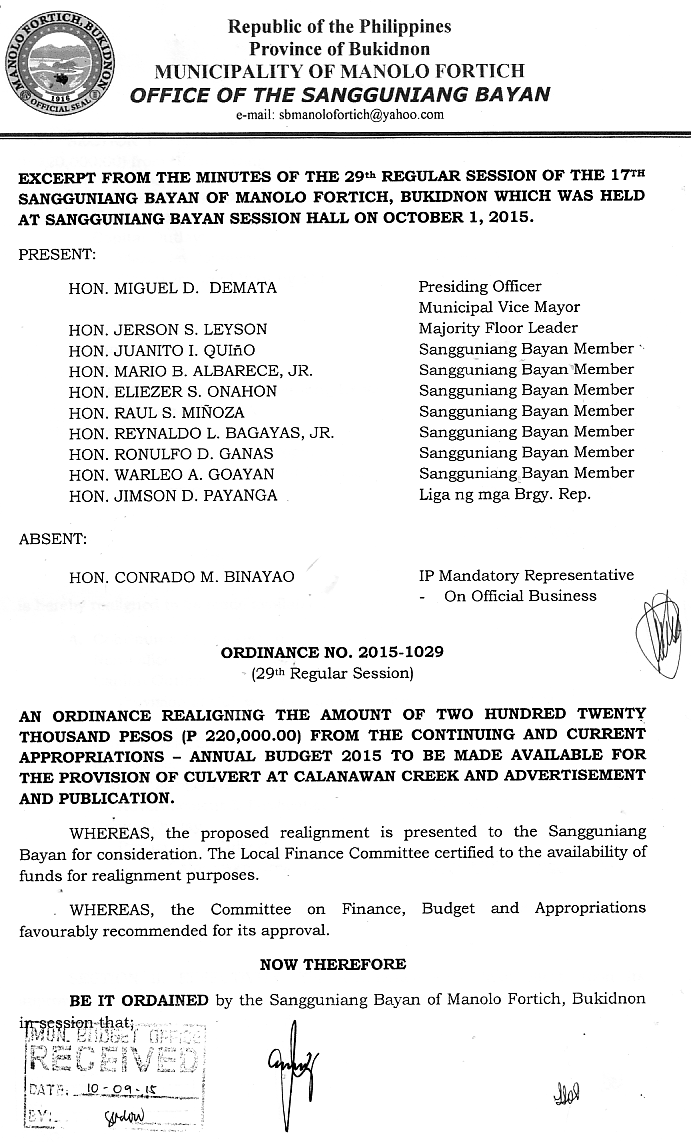 MANOLO FORTICH, BUKIDNON
1916
OFFICIAL SEAL
Republic of the Philippines
Province of Bukidnon
MUNICIPALITY OF MANOLO FORTICH
OFFICE OF THE SANGGUNIANG BAYAN
e-mail: sbmanolofortich@yahoo.com
EXCERPT FROM THE MINUTES OF THE 29th REGULAR SESSION OF THE 17TH
SANGGUNIANG BAYAN OF MANOLO FORTICH, BUKIDNON WHICH WAS HELD
AT SANGGUNIANG BAYAN SESSION HALL ON OCTOBER 1, 2015.
PRESENT:
HON. MIGUEL D. DEMATA Presiding Officer
Municipal Vice Mayor
HON. JERSON S. LEYSON Majority Floor Leader
HON. JUANITO I. QUIñO Sangguniang Bayan Member
HON. MARIO B. ALBARECE, JR. Sangguniang Bayan Member
HON. ELIEZER S. ONAHON Sangguniang Bayan Member
HON. RAUL S. MIÑOZA Sangguniang Bayan Member
HON. REYNALDO L. BAGAYAS, JR. Sangguniang Bayan Member
HON. RONULFO D. GANAS Sangguniang Bayan Member
HON. WARLEO A. GOAYAN Sangguniang Bayan Member
HON. JIMSON D. PAYANGA Liga ng mga Brgy. Rep.
ABSENT:
HON. CONRADO M. BINAYAO IP Mandatory Representative
- On Official Business
ORDINANCE NO. 2015-1029
(29th Regular Session)
AN ORDINANCE REALIGNING THE AMOUNT OF TWO HUNDRED TWENTY
THOUSAND PESOS (P 220,000.00) FROM THE CONTINUING AND CURRENT
APPROPRIATIONS – ANNUAL BUDGET 2015 TO BE MADE AVAILABLE FOR
THE PROVISION OF CULVERT AT CALANAWAN CREEK AND ADVERTISEMENT
AND PUBLICATION.
WHEREAS, the proposed realignment is presented to the Sangguniang
Bayan for consideration. The Local Finance Committee certified to the availability of
funds for realignment purposes.
WHEREAS, the Committee on Finance, Budget and Appropriations
favourably recommended for its approval.
NOW THEREFORE
BE IT ORDAINED by the Sangguniang Bayan of Manolo Fortich, Bukidnon
in session that;
MUN. BUDGET OFFICE
RECEIVED
DATE: 10-09-15
BY: